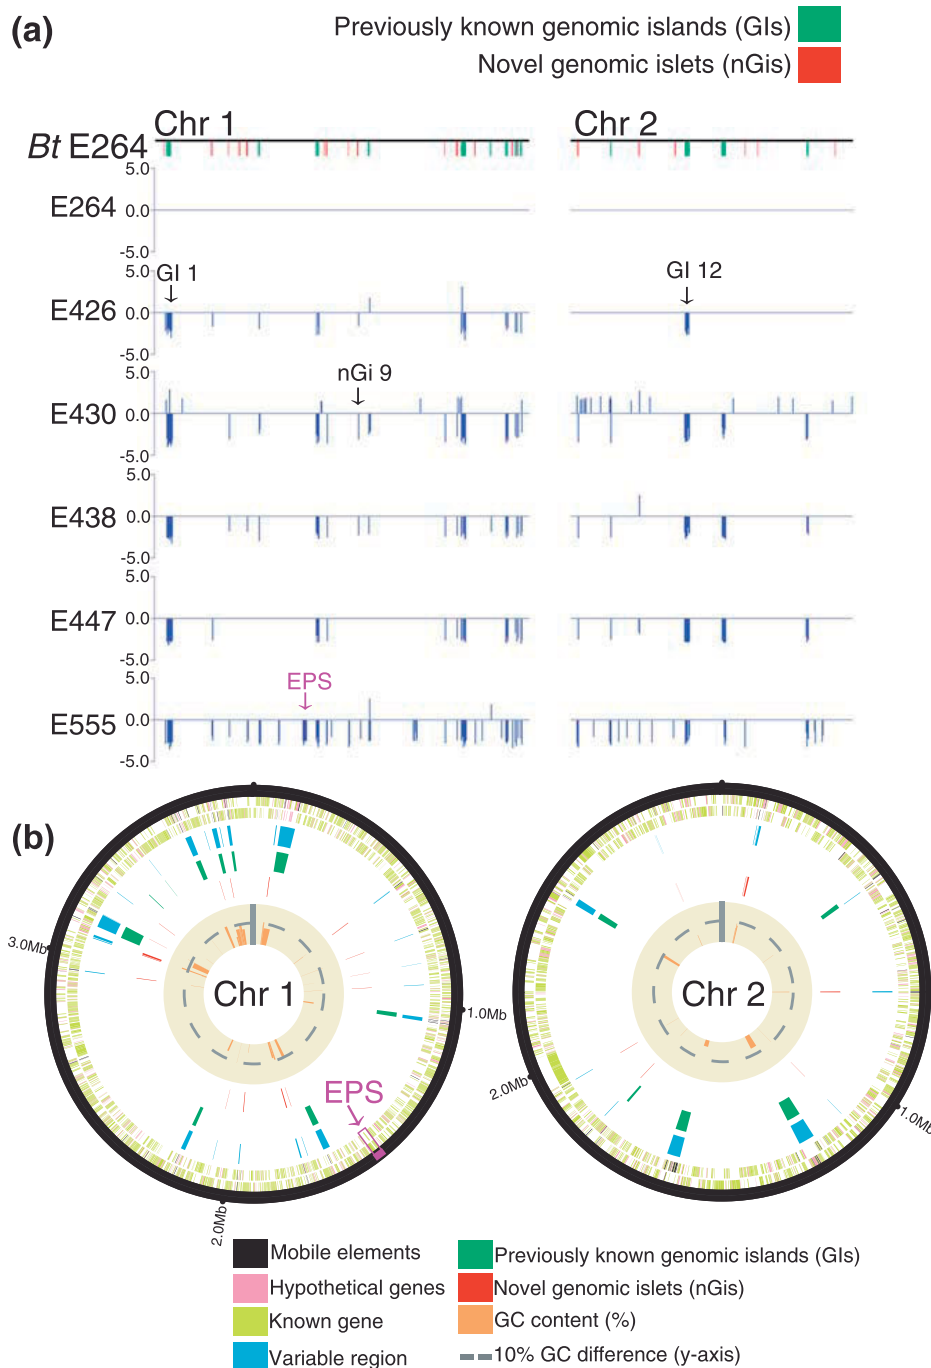 (a)
Previously known genomic islands (GIs)
Novel genomic islets (nGis)
Chr 1
Chr 2
Bt E264
5.0
E264 0.0
-5.0
5.0
GI 1
GI 12
E426 0.0
-5.0
5.0
nGi 9
E430 0.0
-5.0
5.0
E438 0.0
-5.0
5.0
E447 0.0
-5.0
5.0
EPS
E555 0.0
-5.0
(b)
3.0Mb
Chr 1
1.0Mb
EPS
2.0Mb
Chr 2
2.0Mb
1.0Mb
Mobile elements
Hypothetical genes
Known gene
Variable region
Previously known genomic islands (GIs)
Novel genomic islets (nGis)
GC content (%)
10% GC difference (y-axis)